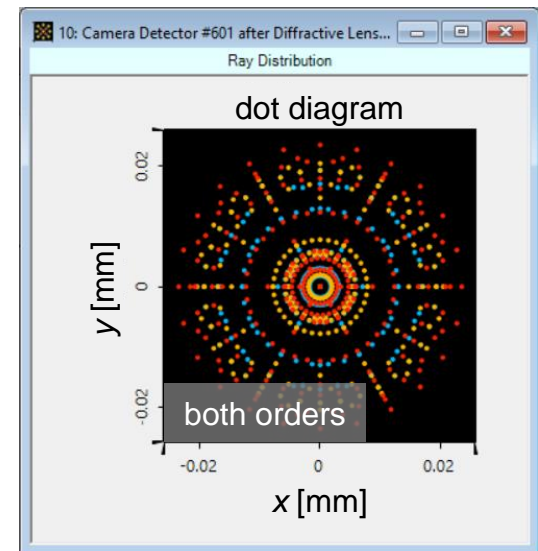 10: Camera Detector #601 after Diffractive Lens...
Ray Distribution
dot diagram
0.02
0
-0.02
y [mm]
both orders
-0.02 0 0.02
x [mm]